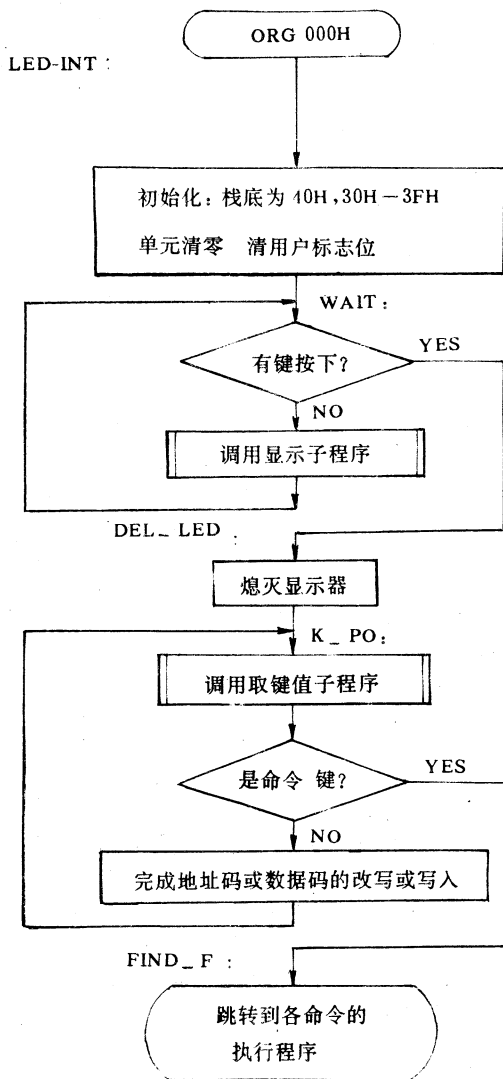 ORG 000H
LED-INT:
初始化: 栈底为 40H, 30H-3FH
单元清零 清用户标志位
WAIT:
有键按下?
YES
NO
调用显示子程序
DEL_LED:
熄灭显示器
K_PO:
调用取键值子程序
是命令 键?
YES
NO
完成地址码或数据码的改写或写入
FIND_F:
跳转到各命令的
执行程序